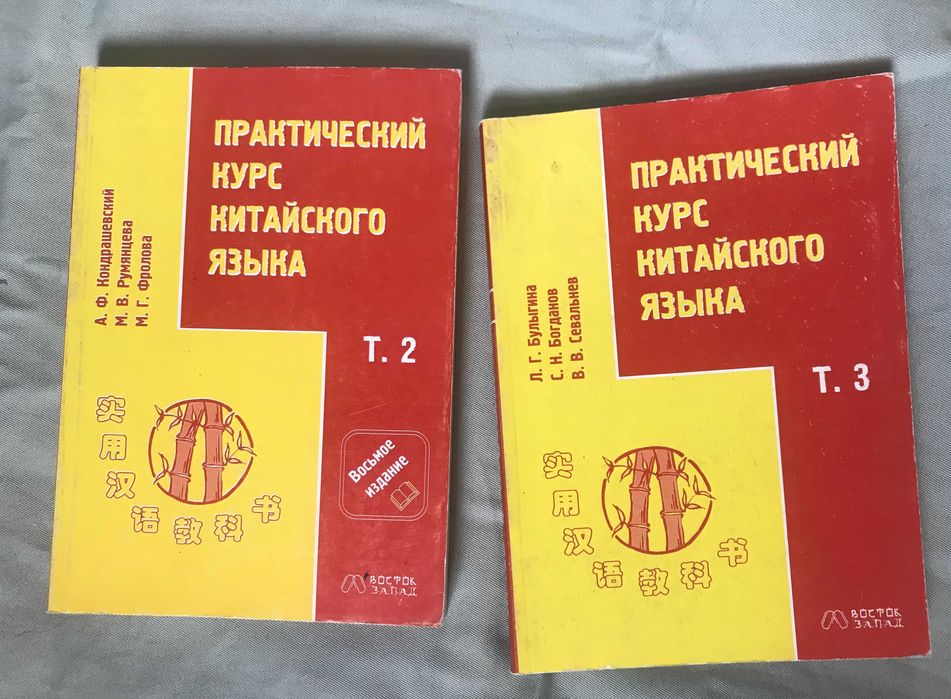 ПРАКТИЧЕСКИЙ
КУРС
КИТАЙСКОГО
ЯЗЫКА
Т. 2
А. Ф. Кондрашевский
М. В. Румянцева
М. Г. Фролова
实用汉语教科书
Восьмое
издание
ВОСТОК
ЗАПАД
ПРАКТИЧЕСКИЙ
КУРС
КИТАЙСКОГО
ЯЗЫКА
Т. 3
Л. Г. Булыгина
С. Н. Богданов
В. В. Севальнев
实用汉语教科书
ВОСТОК
ЗАПАД